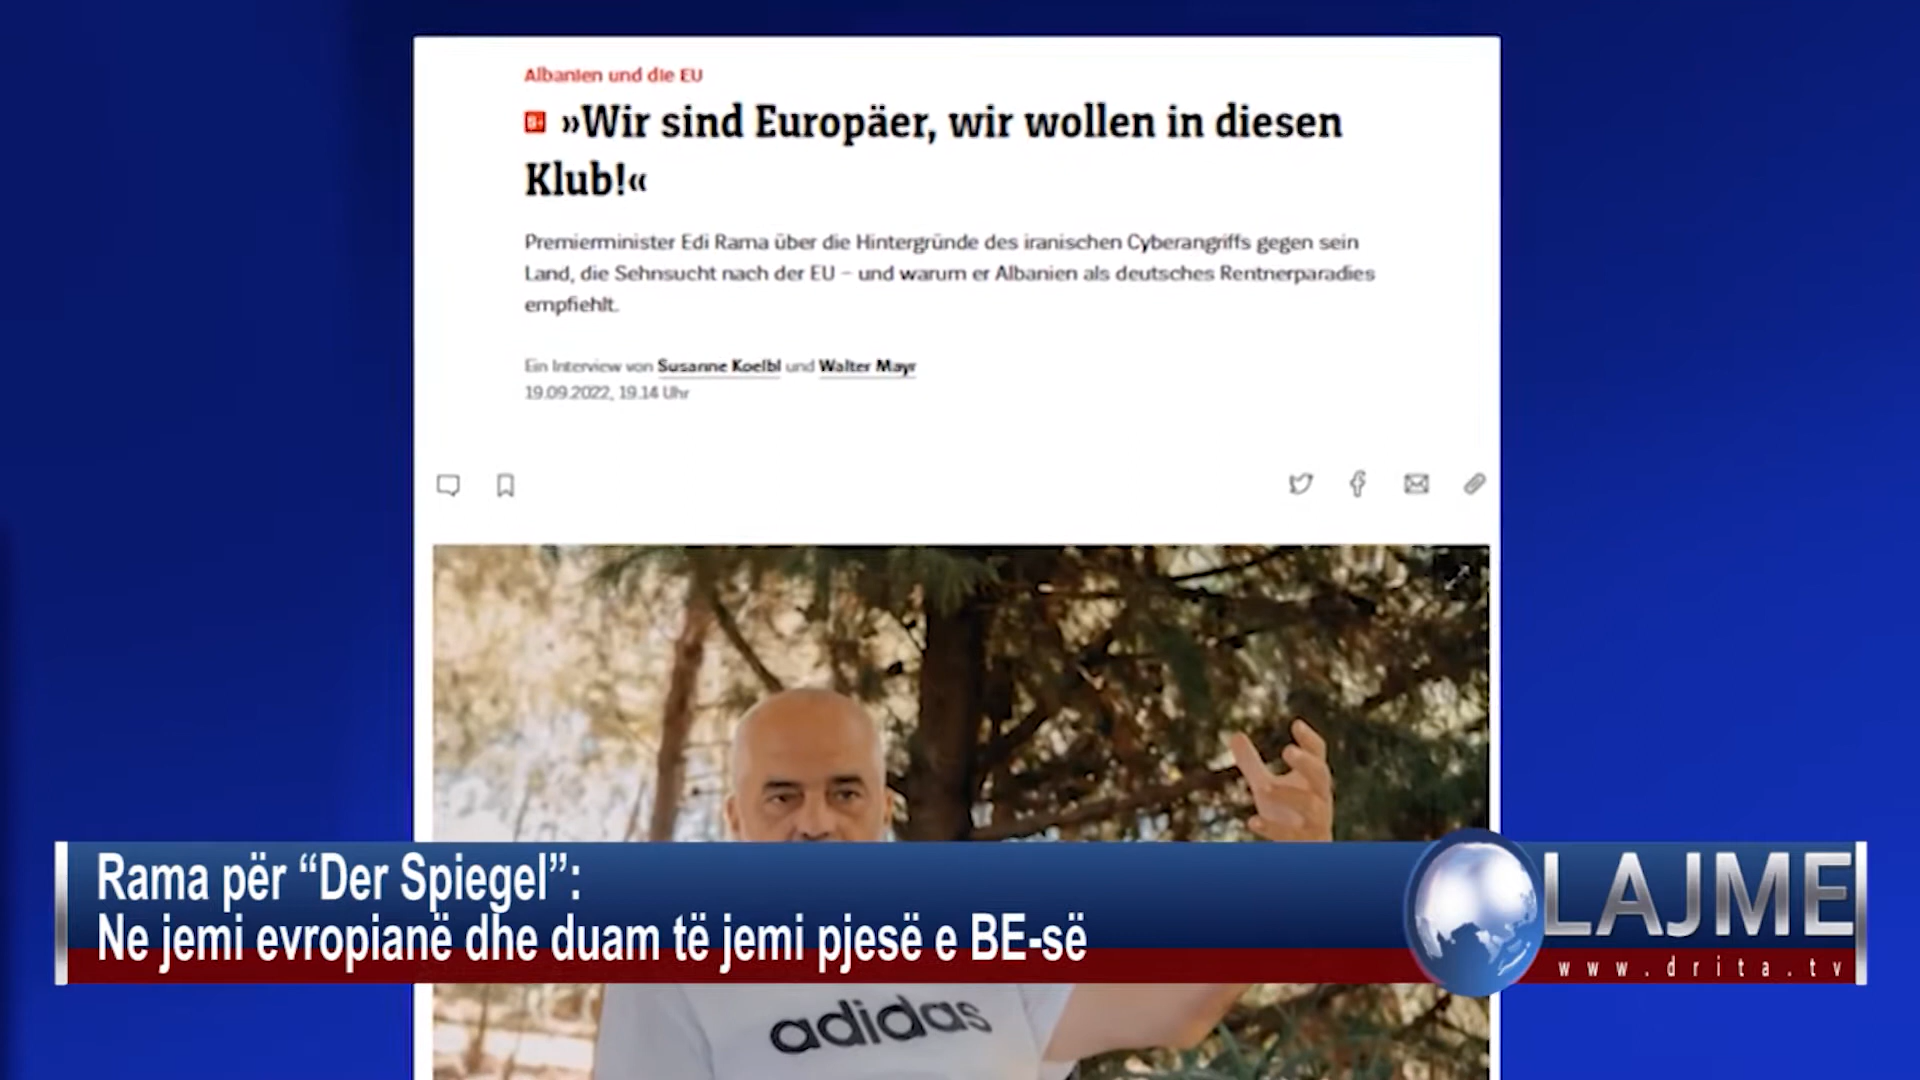 Albanien und die EU
S+ »Wir sind Europäer, wir wollen in diesen
Klub!«
Premierminister Edi Rama über die Hintergründe des iranischen Cyberangriffs gegen sein
Land, die Sehnsucht nach der EU – und warum er Albanien als deutsches Rentnerparadies
empfiehlt.
Ein Interview von Susanne Koelbl und Walter Mayr
19.09.2022, 19.14 Uhr
Rama për “Der Spiegel”:
Ne jemi evropianë dhe duam të jemi pjesë e BE-së
LAJME
www.drita.tv
adidas